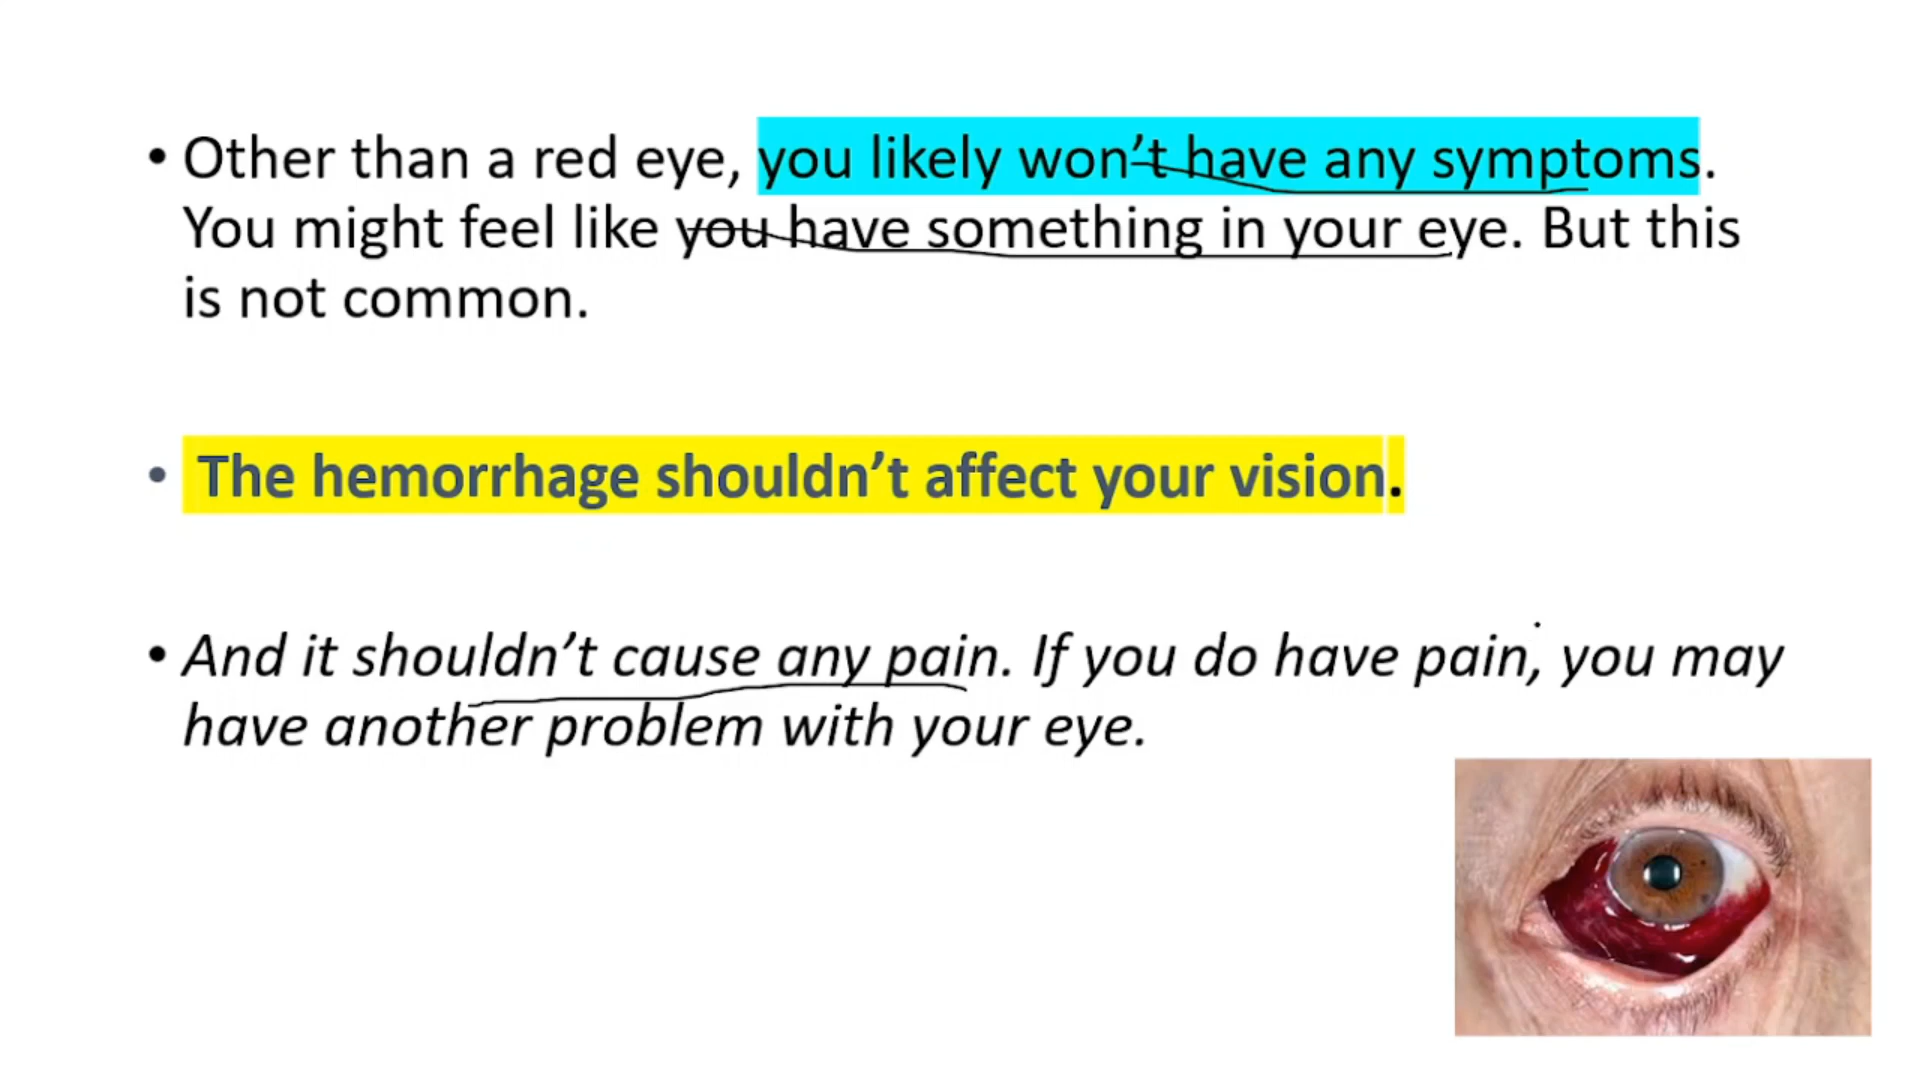 • Other than a red eye, you likely won’t have any symptoms.
You might feel like you have something in your eye. But this
is not common.
• The hemorrhage shouldn’t affect your vision.
• And it shouldn’t cause any pain. If you do have pain, you may
have another problem with your eye.